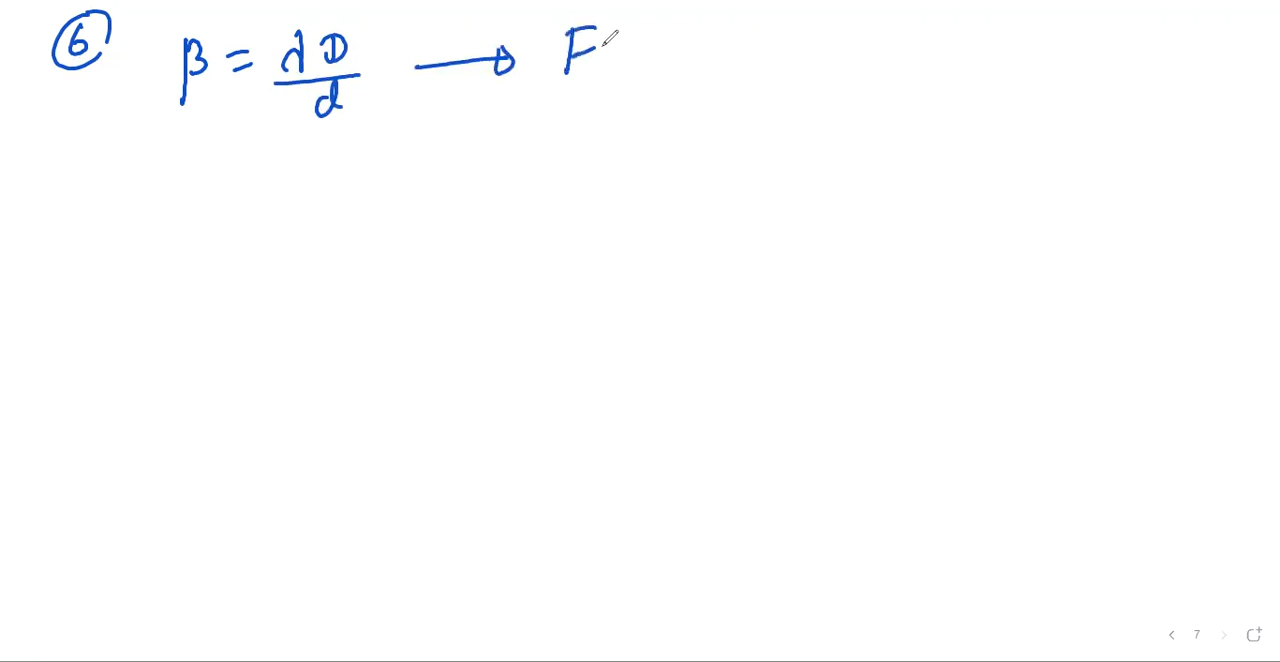 ⑥ β = λD/d → F
< 7 >